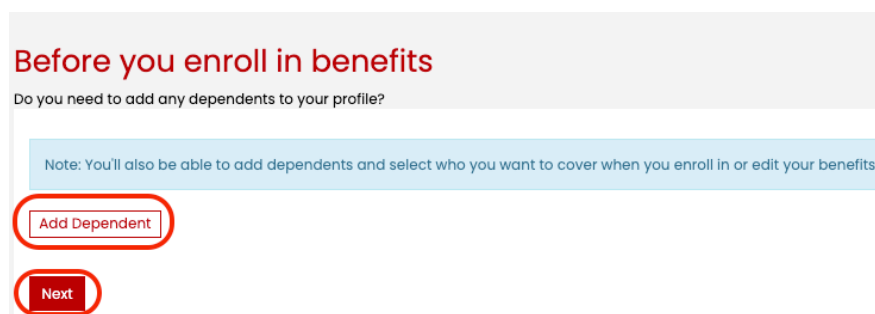 Before you enroll in benefits
Do you need to add any dependents to your profile?
Note: You'll also be able to add dependents and select who you want to cover when you enroll in or edit your benefits
Add Dependent
Next